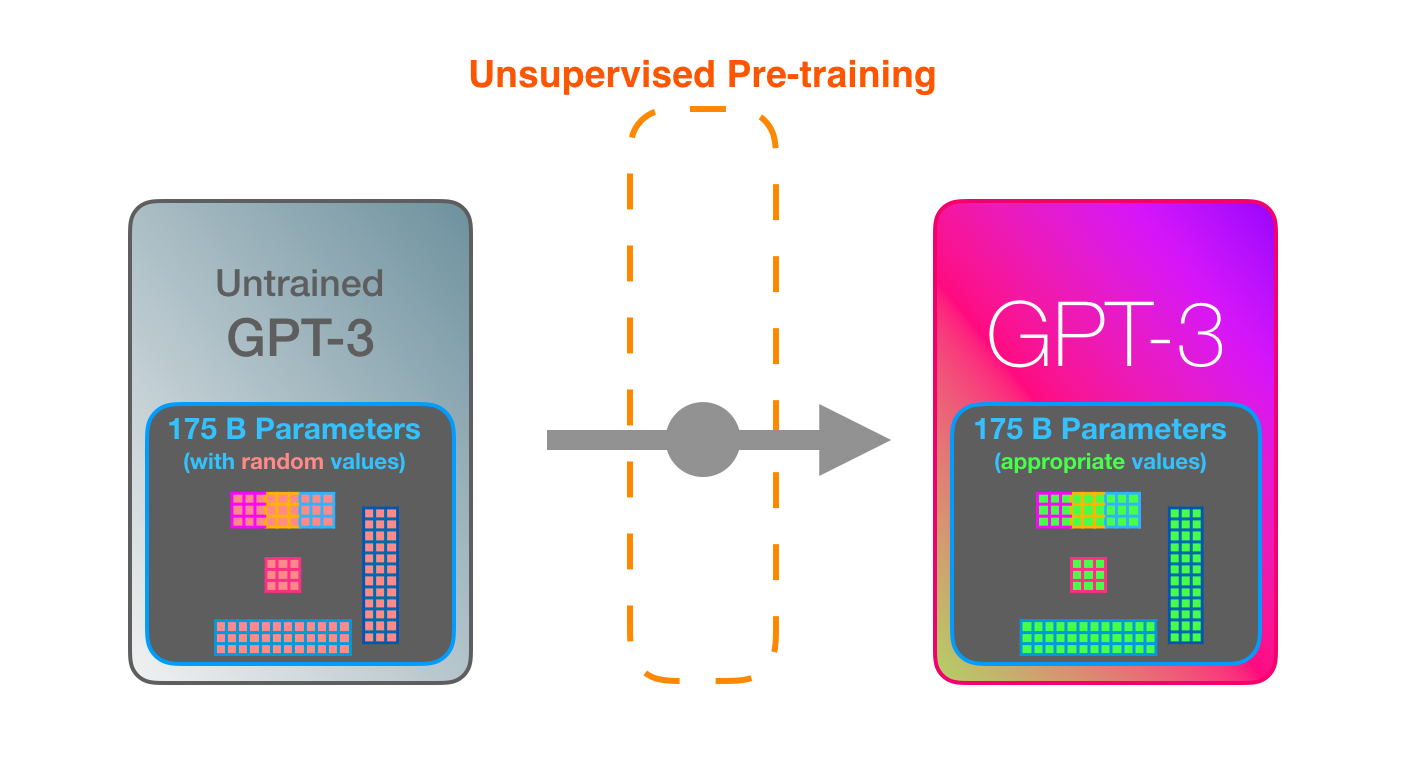 Unsupervised Pre-training
Untrained
GPT-3
175 B Parameters
(with random values)
GPT-3
175 B Parameters
(appropriate values)